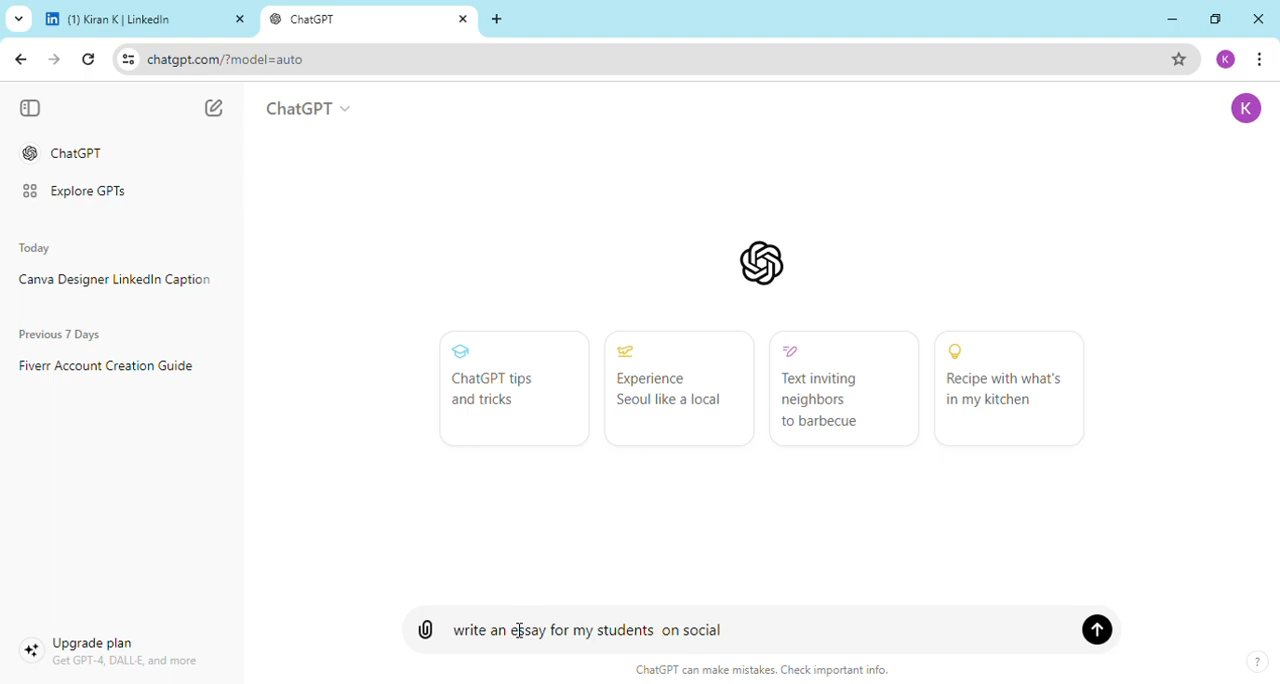 (1) Kiran K | LinkedIn
ChatGPT
chatgpt.com/?model=auto
K
ChatGPT
K
ChatGPT
Explore GPTs
Today
Canva Designer LinkedIn Caption
Previous 7 Days
Fiverr Account Creation Guide
ChatGPT tips
and tricks
Experience
Seoul like a local
Text inviting
neighbors
to barbecue
Recipe with what's
in my kitchen
write an essay for my students  on social
Upgrade plan
Get GPT-4, DALL·E, and more
ChatGPT can make mistakes. Check important info.
?